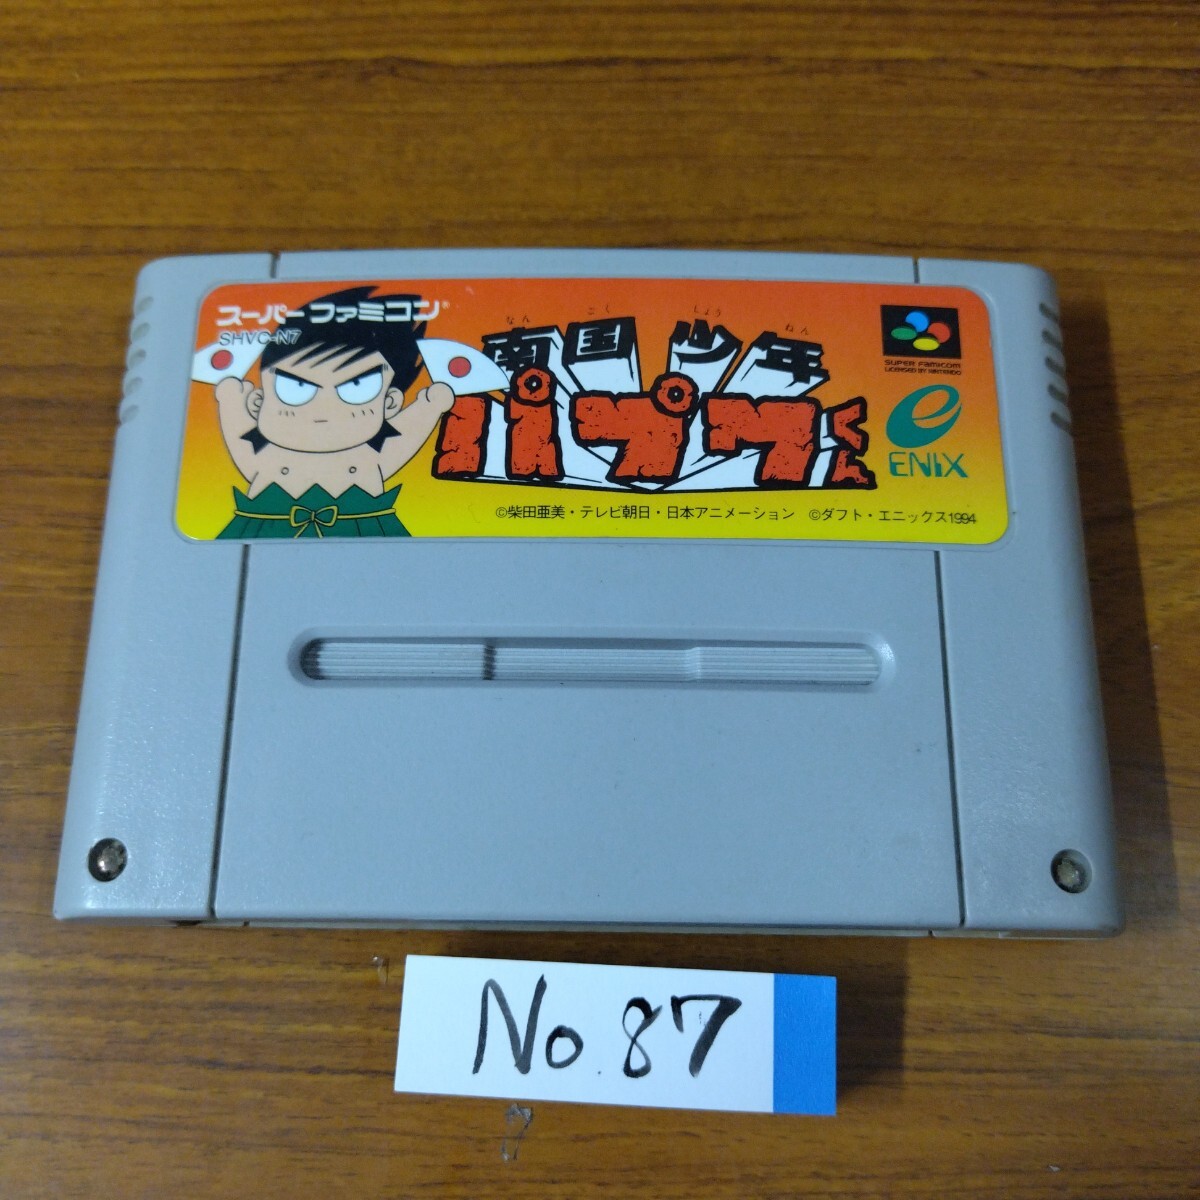 スーパーファミコン®
SHVC-N7
なん ごく しょう ねん
南国少年
パプワくん
SUPER FAMICOM
LICENSED BY NINTENDO
ENIX
©柴田亜美・テレビ朝日・日本アニメーション ©ダフト・エニックス1994
No.87